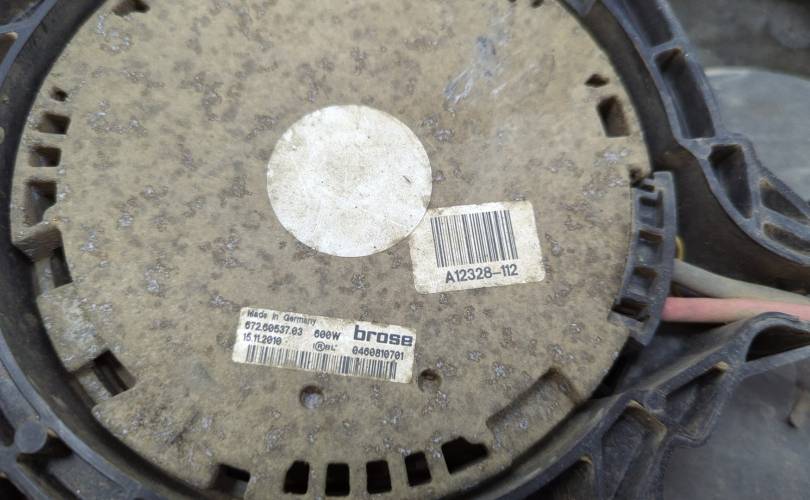 A12328-112
Made in Germany
672.60537.03 600W brose
15.11.2010 0460810701